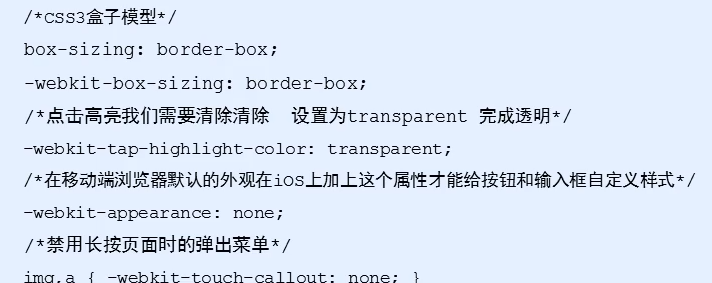 /*CSS3盒子模型*/
box-sizing: border-box;
-webkit-box-sizing: border-box;
/*点击高亮我们需要清除清除  设置为transparent 完成透明*/
-webkit-tap-highlight-color: transparent;
/*在移动端浏览器默认的外观在iOS上加上这个属性才能给按钮和输入框自定义样式*/
-webkit-appearance: none;
/*禁用长按页面时的弹出菜单*/
img,a { -webkit-touch-callout: none; }